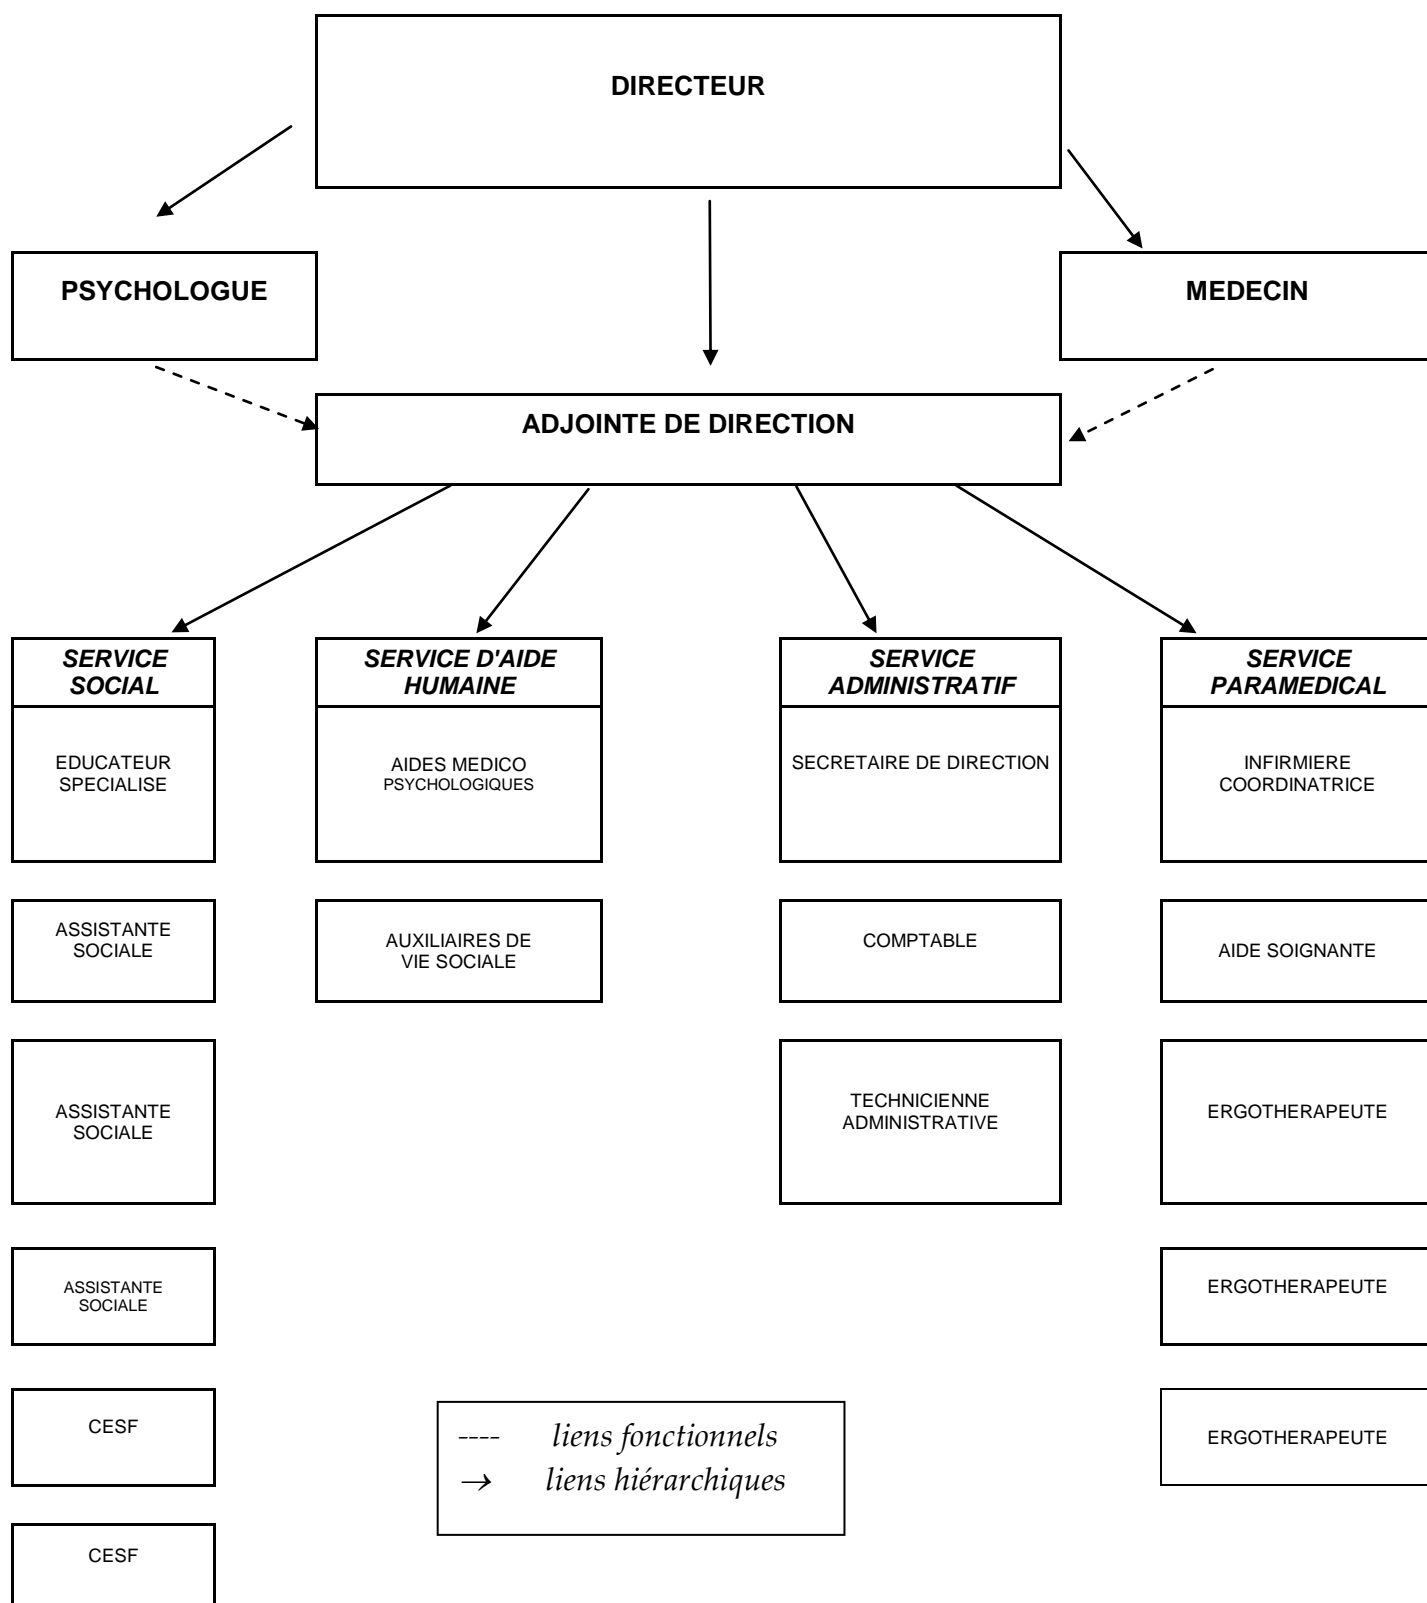 DIRECTEUR
PSYCHOLOGUE
MEDECIN
ADJOINTE DE DIRECTION
SERVICE
SOCIAL
EDUCATEUR
SPECIALISE
ASSISTANTE
SOCIALE
ASSISTANTE
SOCIALE
ASSISTANTE
SOCIALE
CESF
CESF
SERVICE D'AIDE
HUMAINE
AIDES MEDICO
PSYCHOLOGIQUES
AUXILIAIRES DE
VIE SOCIALE
SERVICE
ADMINISTRATIF
SECRETAIRE DE DIRECTION
COMPTABLE
TECHNICIENNE
ADMINISTRATIVE
SERVICE
PARAMEDICAL
INFIRMIERE
COORDINATRICE
AIDE SOIGNANTE
ERGOTHERAPEUTE
ERGOTHERAPEUTE
ERGOTHERAPEUTE
---- liens fonctionnels
→ liens hiérarchiques